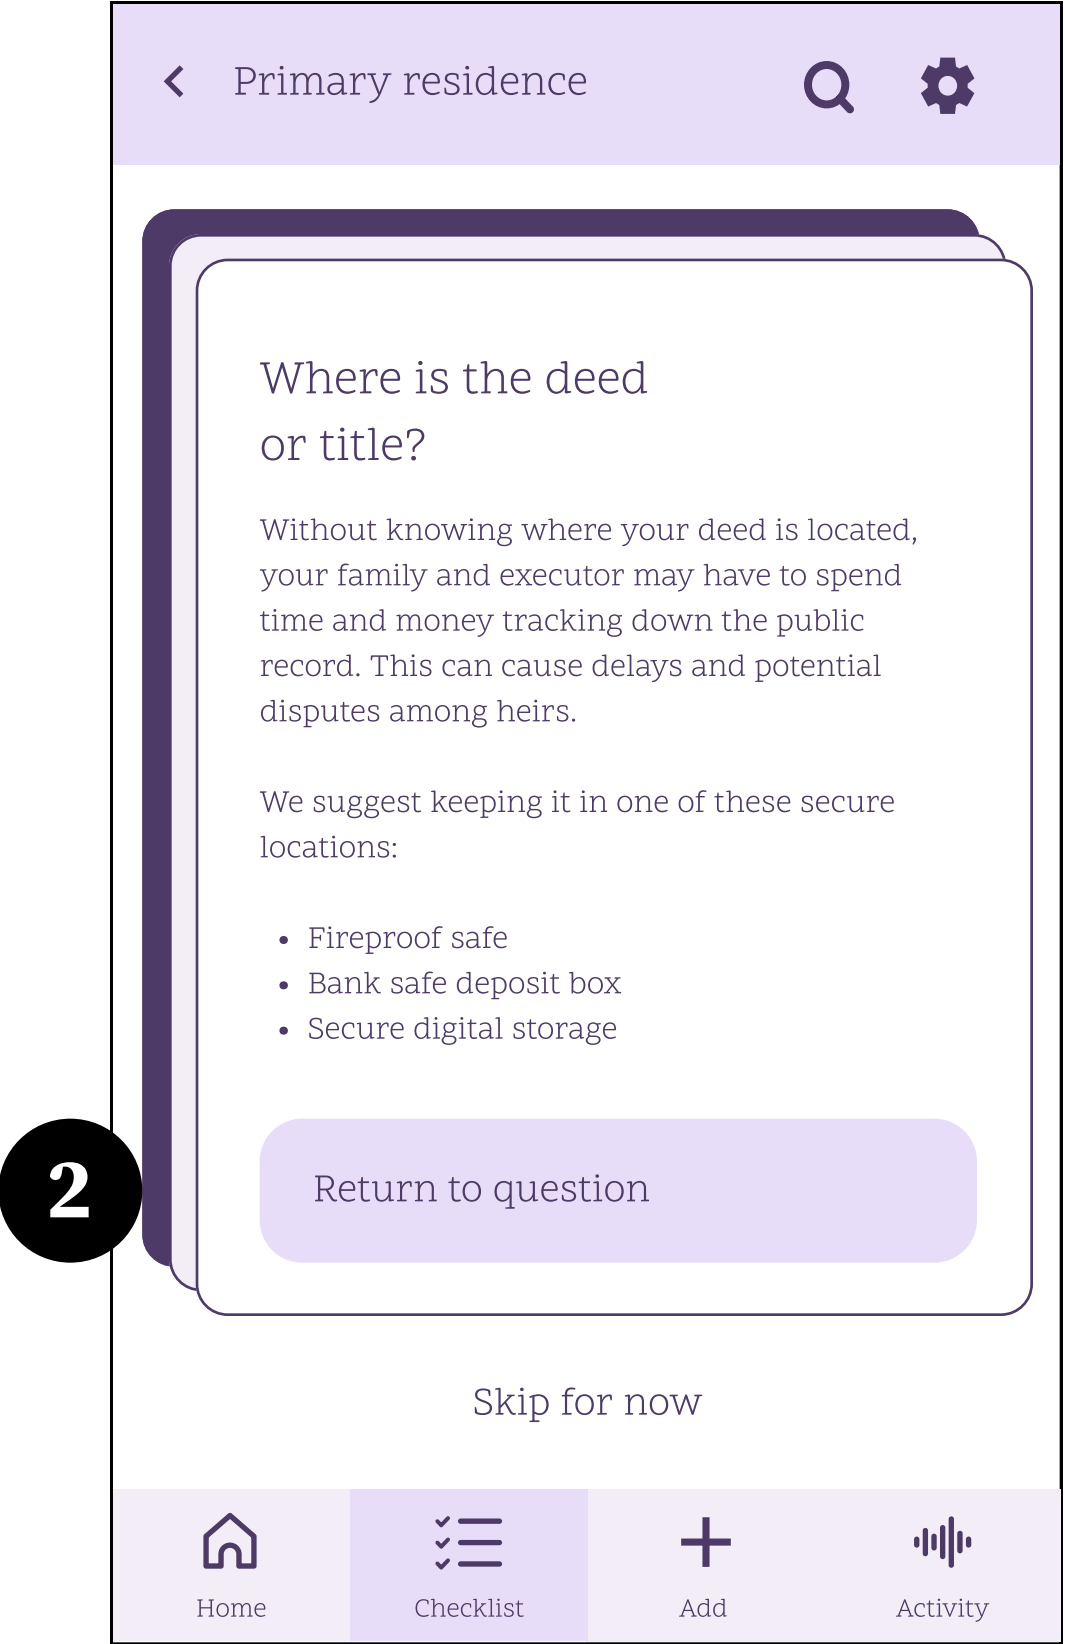 Primary residence
Where is the deed
or title?
Without knowing where your deed is located,
your family and executor may have to spend
time and money tracking down the public
record. This can cause delays and potential
disputes among heirs.
We suggest keeping it in one of these secure
locations:
• Fireproof safe
• Bank safe deposit box
• Secure digital storage
2
Return to question
Skip for now
Home
Checklist
Add
Activity